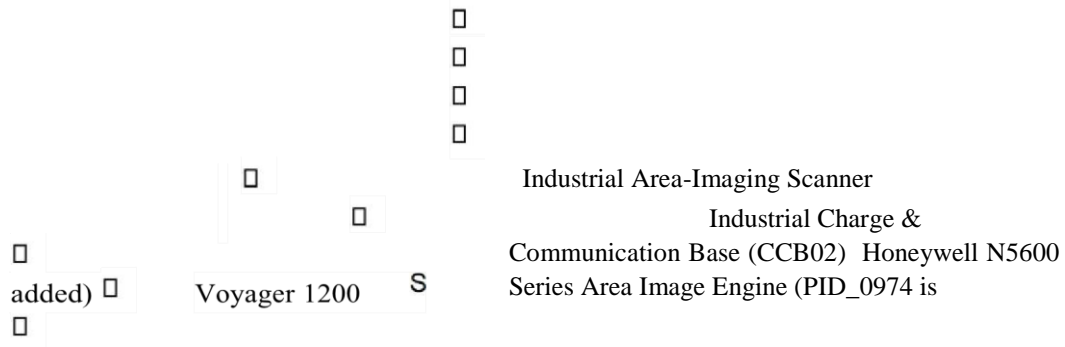 Industrial Area-Imaging Scanner
Industrial Charge &
Communication Base (CCB02) Honeywell N5600
Series Area Image Engine (PID_0974 is
added) Voyager 1200 S